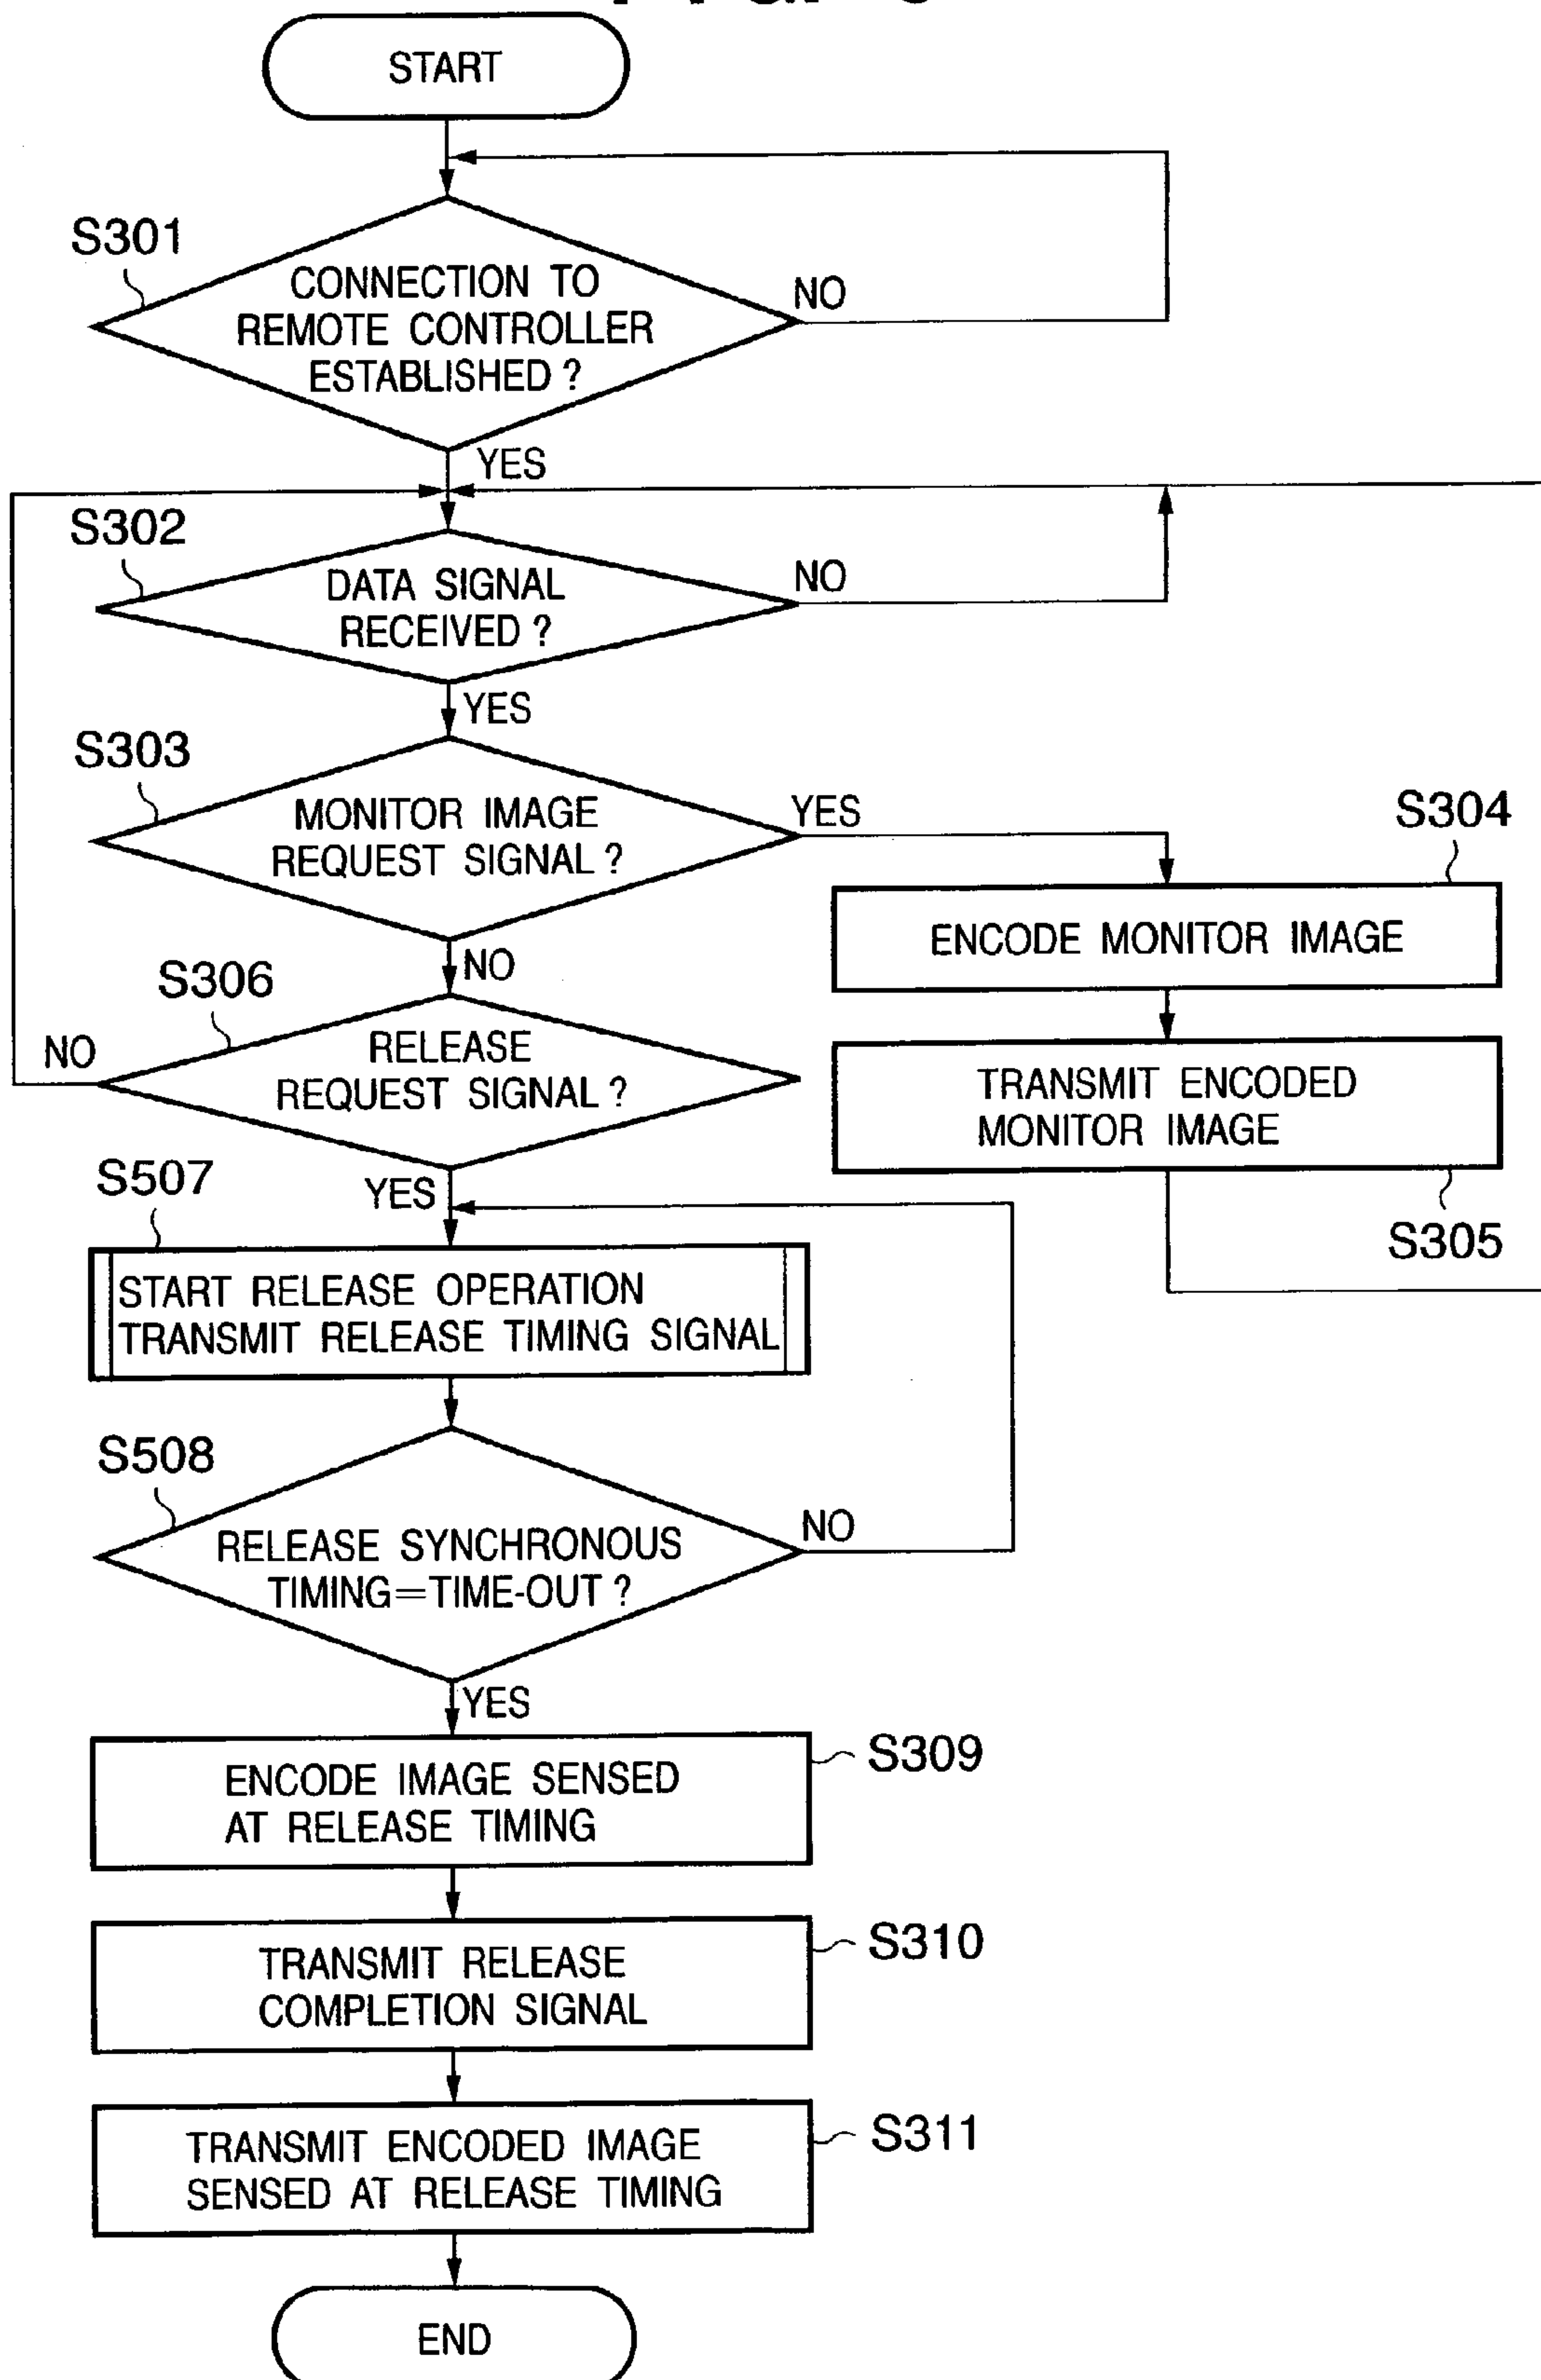 START
S301
CONNECTION TO
REMOTE CONTROLLER
ESTABLISHED ?
NO
YES
S302
DATA SIGNAL
RECEIVED ?
NO
YES
S303
MONITOR IMAGE
REQUEST SIGNAL ?
YES
S304
ENCODE MONITOR IMAGE
NO
S306
RELEASE
REQUEST SIGNAL ?
NO
TRANSMIT ENCODED
MONITOR IMAGE
S305
YES
S507
START RELEASE OPERATION
TRANSMIT RELEASE TIMING SIGNAL
S508
RELEASE SYNCHRONOUS
TIMING=TIME-OUT ?
NO
YES
ENCODE IMAGE SENSED
AT RELEASE TIMING
S309
TRANSMIT RELEASE
COMPLETION SIGNAL
S310
TRANSMIT ENCODED IMAGE
SENSED AT RELEASE TIMING
S311
END